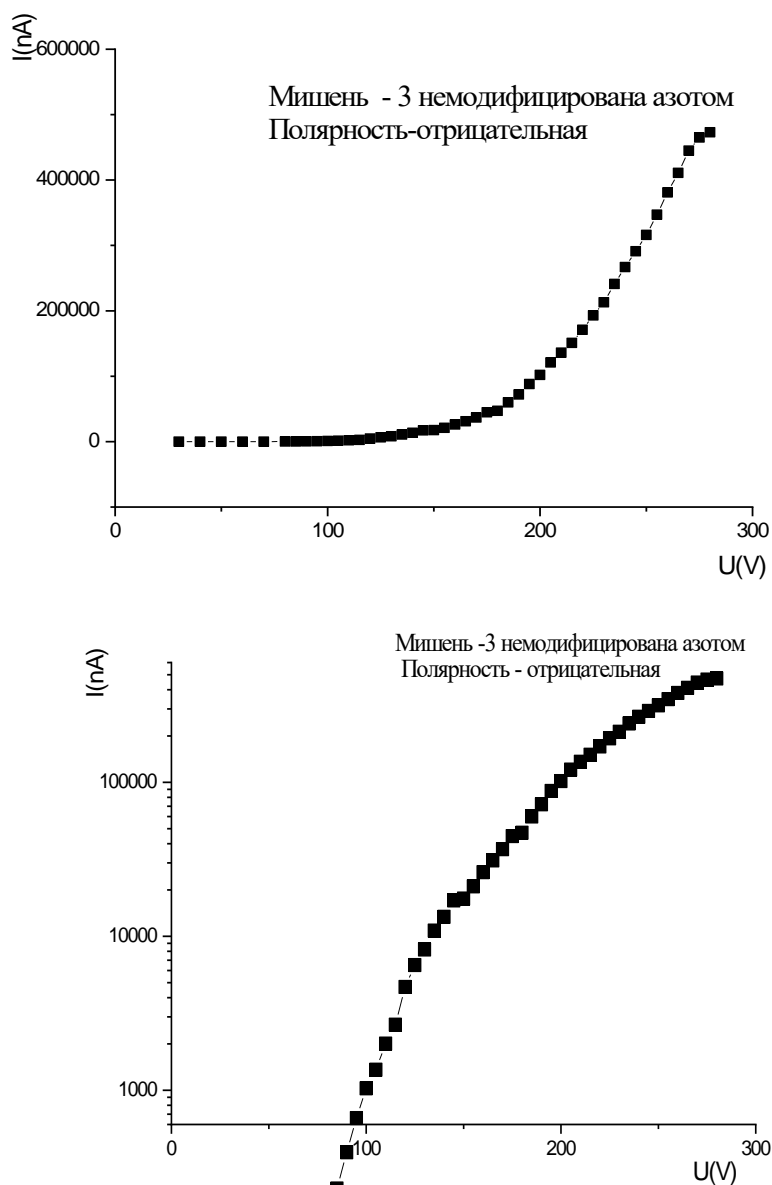 I(nA)
600000
Мишень - 3 немодифицирована азотом
Полярность-отрицательная
400000
200000
0
0
100
200
300
U(V)
Мишень -3 немодифицирована азотом
Полярность - отрицательная
I(nA)
100000
10000
1000
0
100
200
300
U(V)